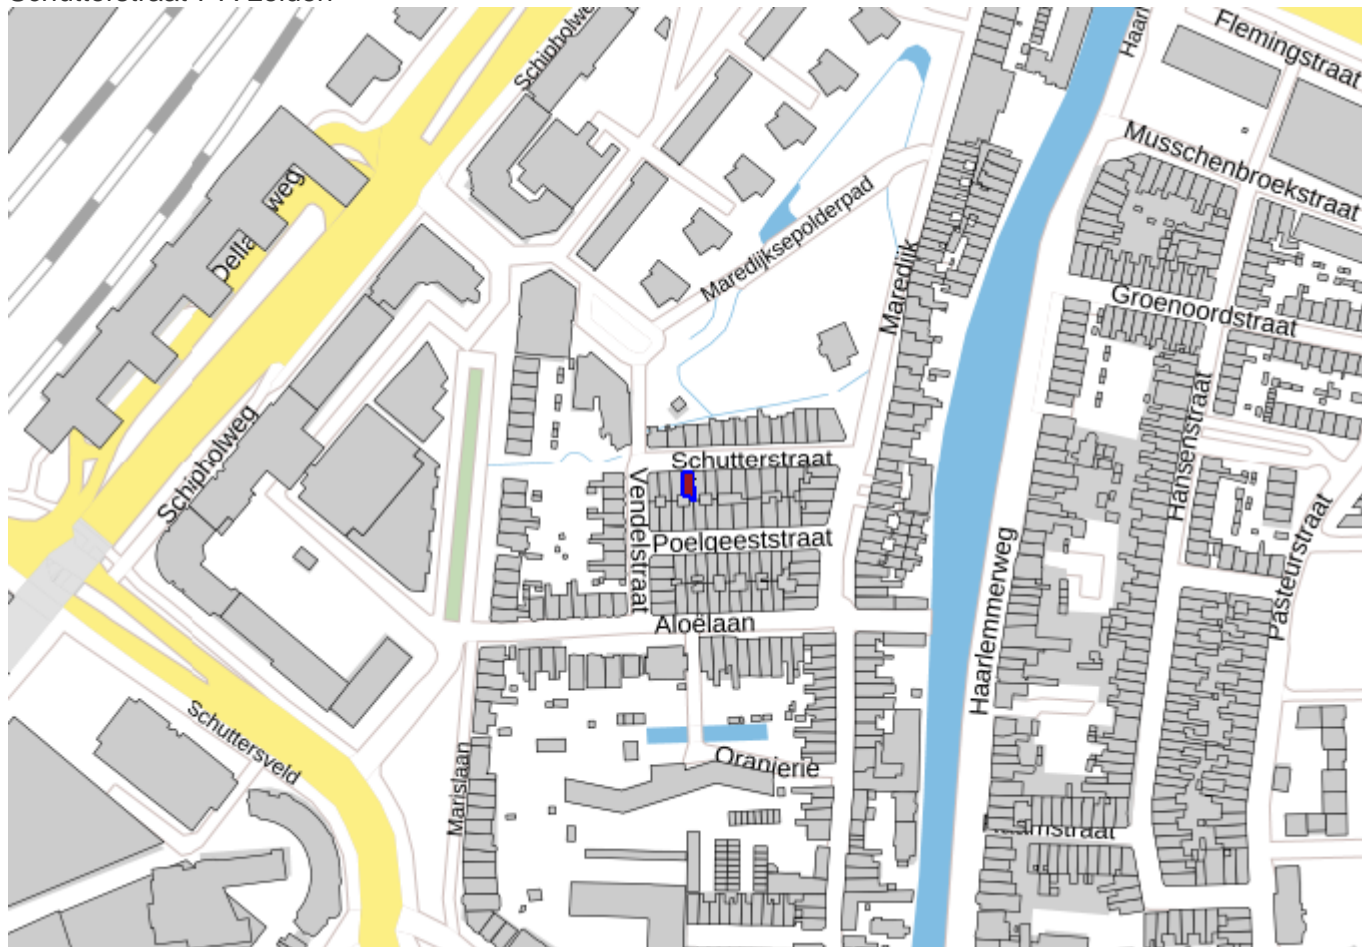 Schipholweg
Haarl
Flemingstraat
Musschenbroekstraat
weg
Della
Maredijksepolderpad
Maredijk
Groenoordstraat
Schipholweg
Hansenstraat
Schutterstraat
Vendelstraat
Poelgeeststraat
Haarlemmerweg
Pasteurstraat
Aloëlaan
Schuttersveld
Marislaan
Oranjerie